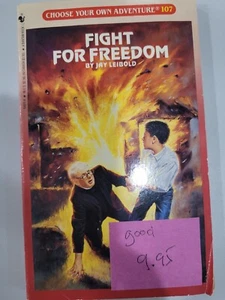 CHOOSE YOUR OWN ADVENTURE® 107
FIGHT
FOR FREEDOM
BY JAY LEIBOLD
good
9.95